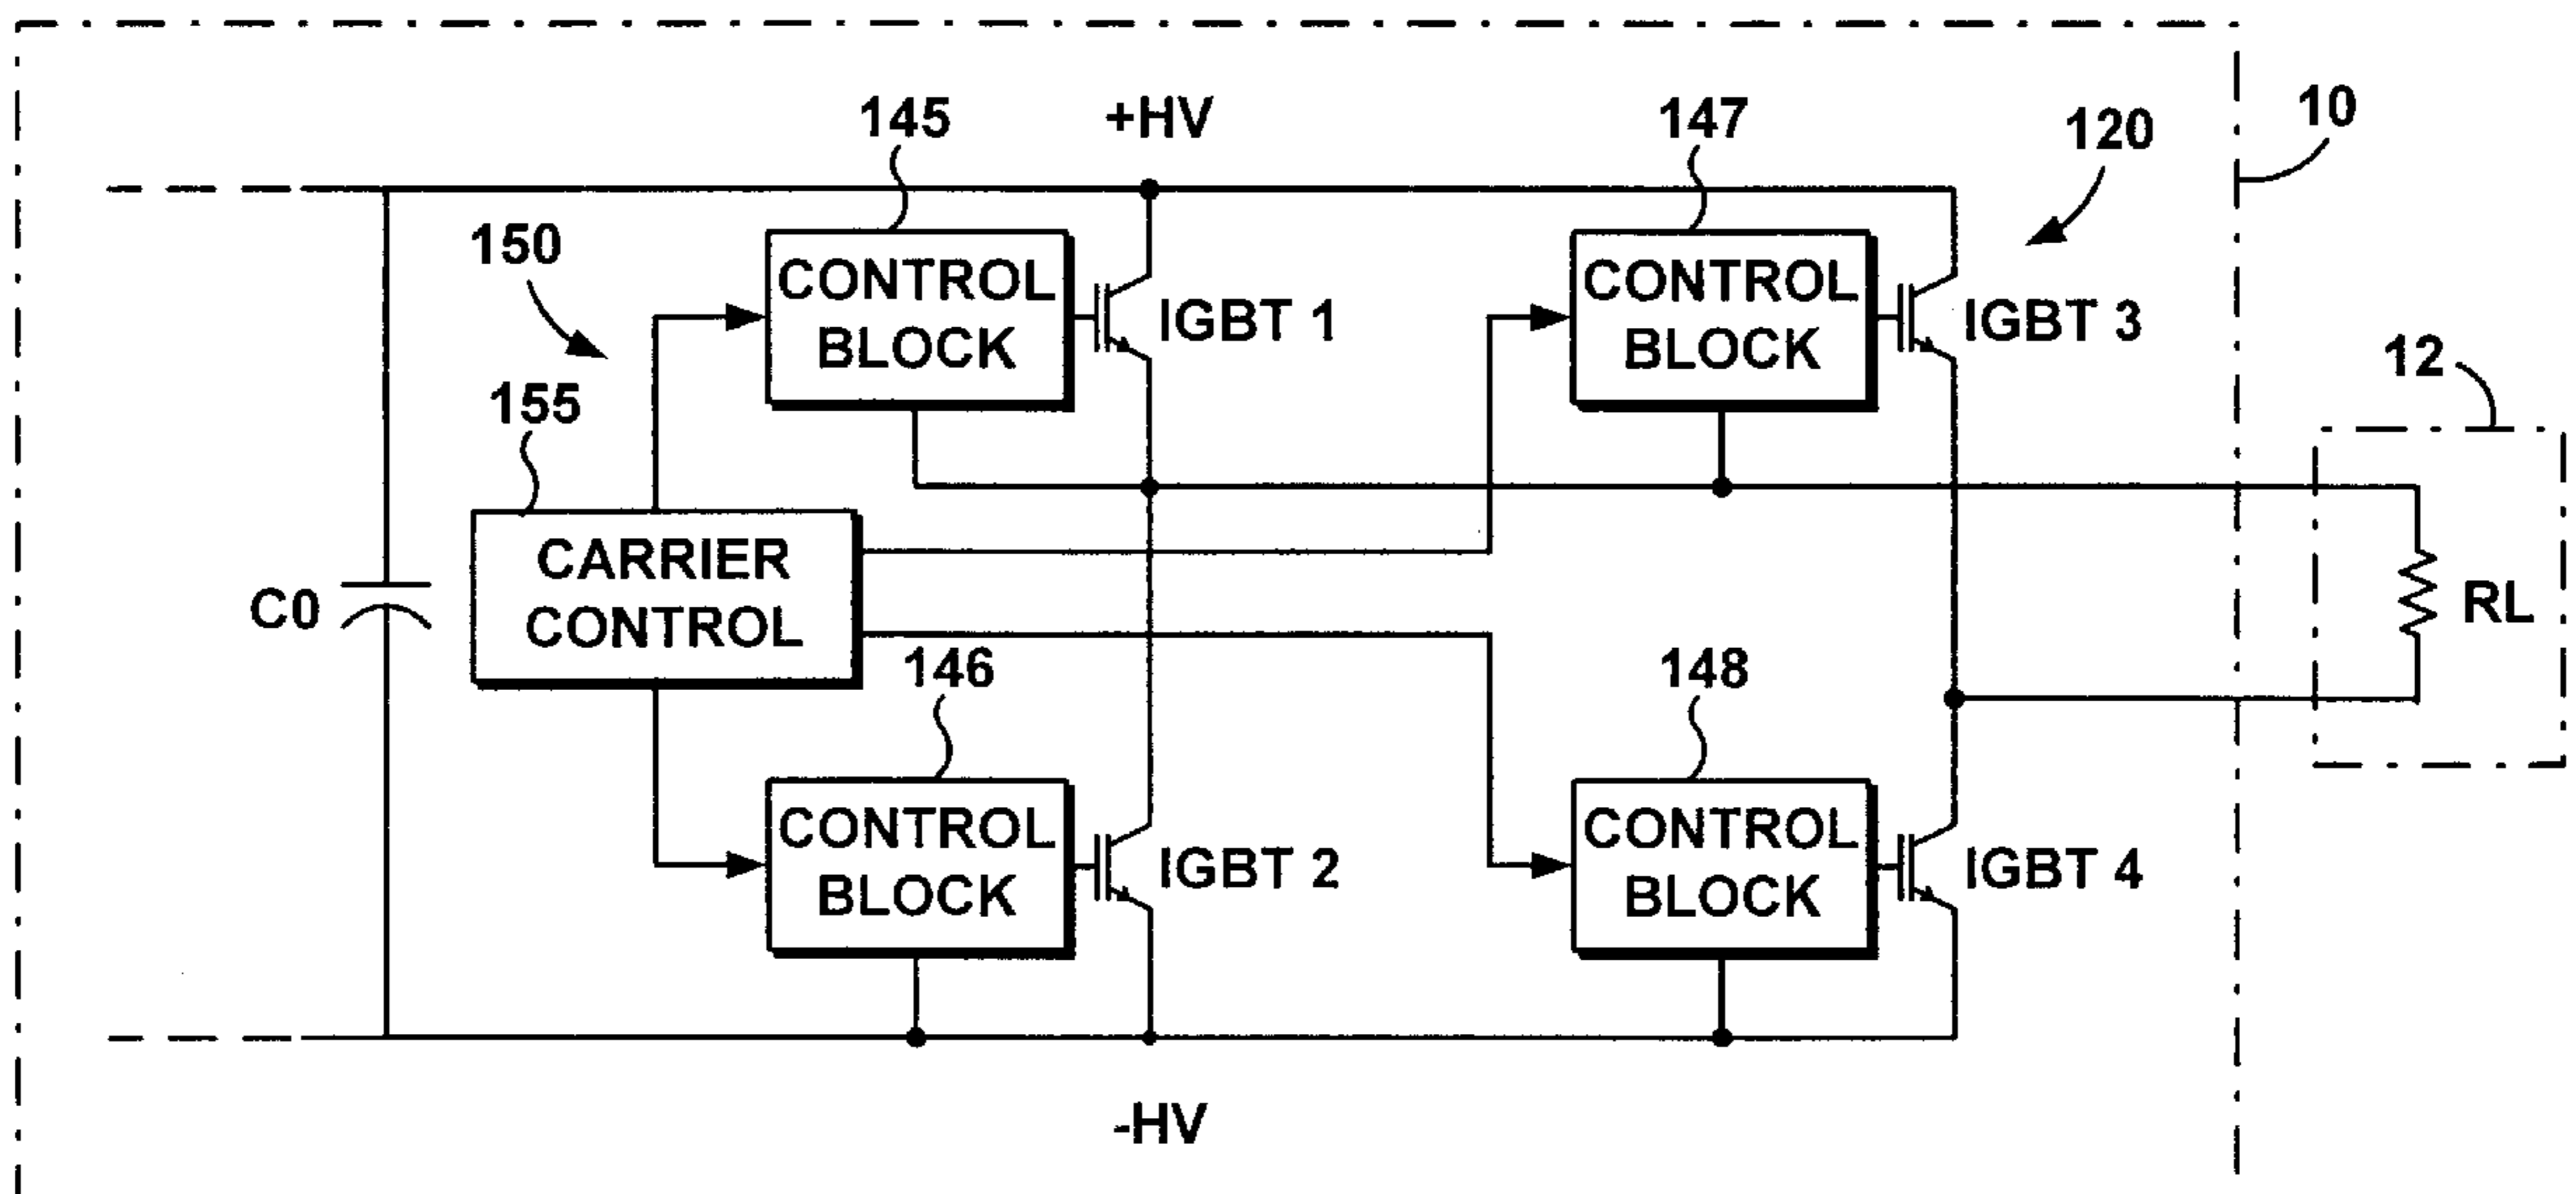 145
+HV
147
120
10
150
CONTROL
BLOCK
IGBT 1
CONTROL
BLOCK
IGBT 3
12
155
CARRIER
CONTROL
C0
RL
146
148
CONTROL
BLOCK
IGBT 2
CONTROL
BLOCK
IGBT 4
-HV